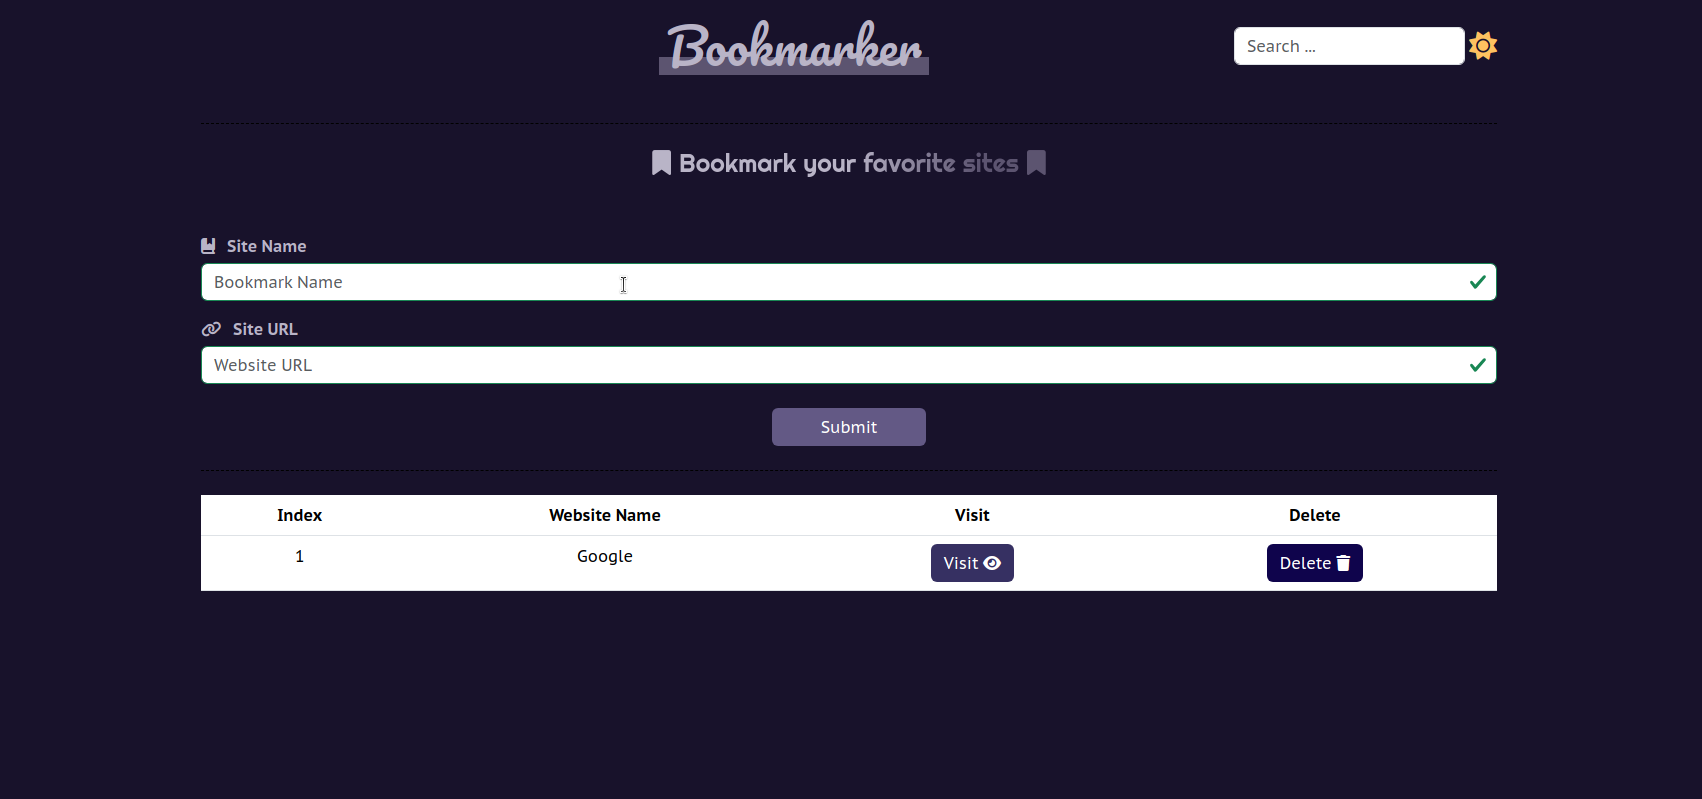 Bookmarker
Search ...
Bookmark your favorite sites
Site Name
Bookmark Name
Site URL
Website URL
Submit
Index Website Name Visit Delete
1 Google Visit Delete